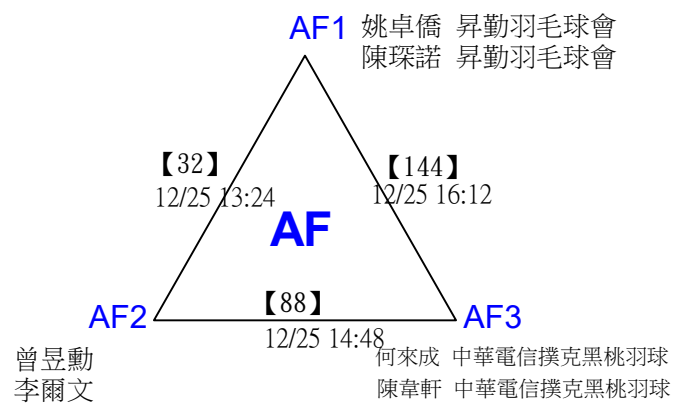 AF1 姚卓僑 昇勤羽毛球會
陳琛諾 昇勤羽毛球會
【32】
12/25 13:24
【144】
12/25 16:12
AF
AF2
【88】
12/25 14:48
AF3
曾昱勳
李爾文
何來成 中華電信撲克黑桃羽球
陳韋軒 中華電信撲克黑桃羽球